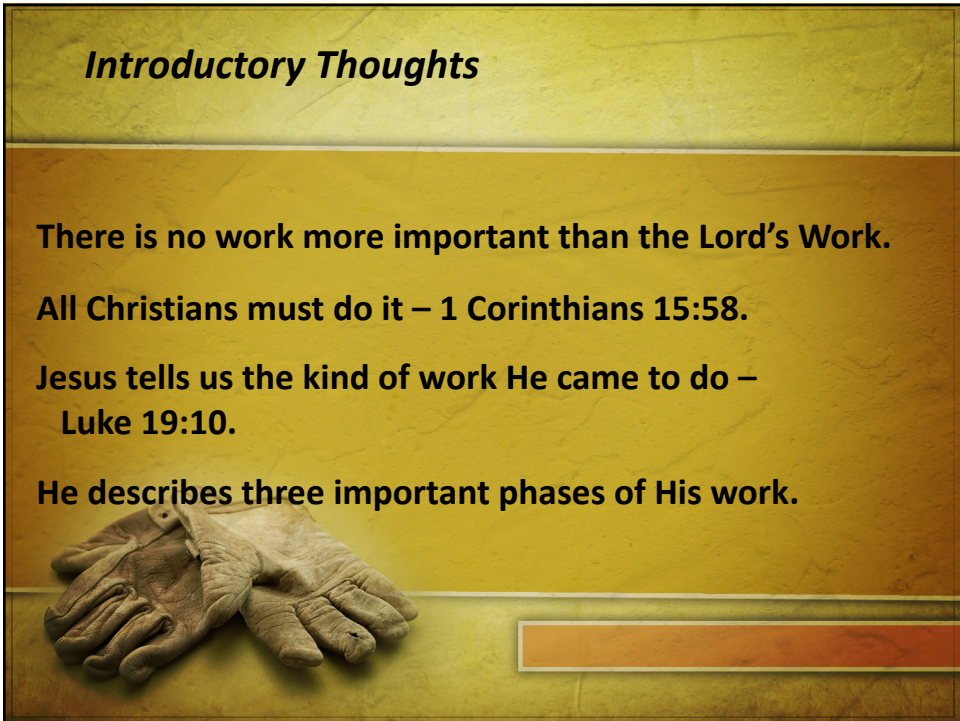 Introductory Thoughts
There is no work more important than the Lord’s Work.
All Christians must do it – 1 Corinthians 15:58.
Jesus tells us the kind of work He came to do –
Luke 19:10.
He describes three important phases of His work.